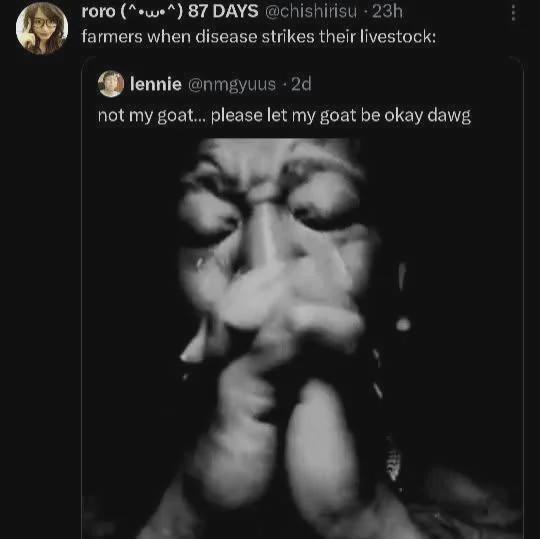 roro (^•ω•^) 87 DAYS @chishirisu · 23h
farmers when disease strikes their livestock:
lennie @nmgyuus · 2d
not my goat... please let my goat be okay dawg